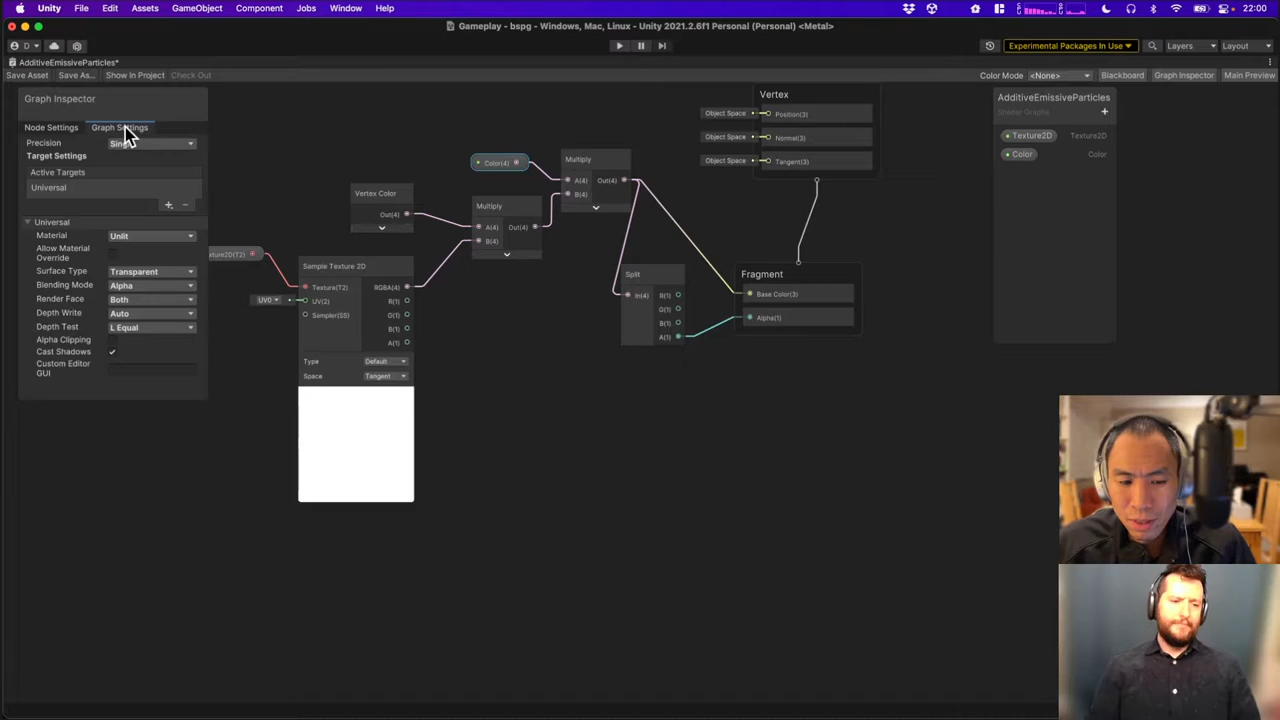 Unity File Edit Assets GameObject Component Jobs Window Help 22:00
Gameplay - bspg - Windows, Mac, Linux - Unity 2021.2.6f1 Personal (Personal) <Metal>
D Experimental Packages In Use Layers Layout
AdditiveEmissiveParticles*
Save Asset Save As... Show In Project Check Out Color Mode <None> Blackboard Graph Inspector Main Preview
Graph Inspector
Node Settings Graph Settings
Precision
Target Settings
Active Targets
Universal
+ -
Universal
Material Unlit
Allow Material Override
Surface Type Transparent
Blending Mode Alpha
Render Face Both
Depth Write Auto
Depth Test L Equal
Alpha Clipping
Cast Shadows
Custom Editor GUI
Vertex Color
Out(4)
Sample Texture 2D
Texture(T2) RGBA(4)
UV0 UV(2) R(1)
Sampler(SS) G(1)
B(1)
A(1)
Type Default
Space Tangent
Color(4)
Multiply
A(4) Out(4)
B(4)
Multiply
A(4) Out(4)
B(4)
Split
In(4) R(1)
G(1)
B(1)
A(1)
Vertex
Object Space Position(3)
Object Space Normal(3)
Object Space Tangent(3)
Fragment
Base Color(3)
Alpha(1)
AdditiveEmissiveParticles
Shader Graphs
Texture2D Texture2D
Color Color